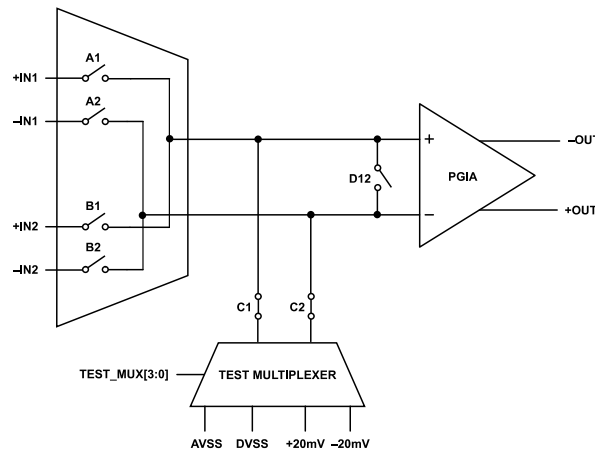 A1
+IN1
A2
–IN1
+
–OUT
D12
PGIA
B1
+IN2
–
+OUT
B2
–IN2
C1
C2
TEST_MUX[3:0]
TEST MULTIPLEXER
AVSS DVSS +20mV –20mV